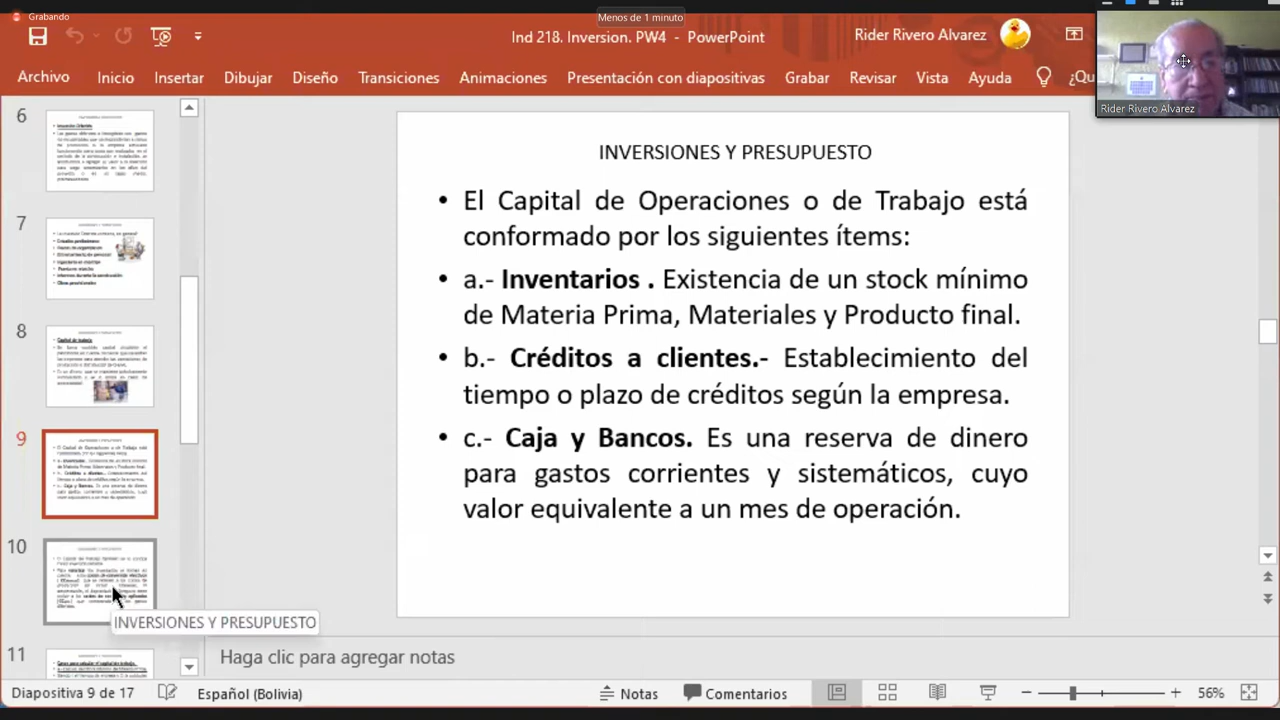 Grabando
Menos de 1 minuto
Ind 218. Inversion. PW4 - PowerPoint
Rider Rivero Alvarez
Archivo Inicio Insertar Dibujar Diseño Transiciones Animaciones Presentación con diapositivas Grabar Revisar Vista Ayuda ¿Qu
Rider Rivero Alvarez
6
7
8
9
10
11
INVERSIONES Y PRESUPUESTO
• El Capital de Operaciones o de Trabajo está
conformado por los siguientes ítems:
• a.- Inventarios . Existencia de un stock mínimo
de Materia Prima, Materiales y Producto final.
• b.- Créditos a clientes.- Establecimiento del
tiempo o plazo de créditos según la empresa.
• c.- Caja y Bancos. Es una reserva de dinero
para gastos corrientes y sistemáticos, cuyo
valor equivalente a un mes de operación.
INVERSIONES Y PRESUPUESTO
Haga clic para agregar notas
Diapositiva 9 de 17 Español (Bolivia) Notas Comentarios 56%